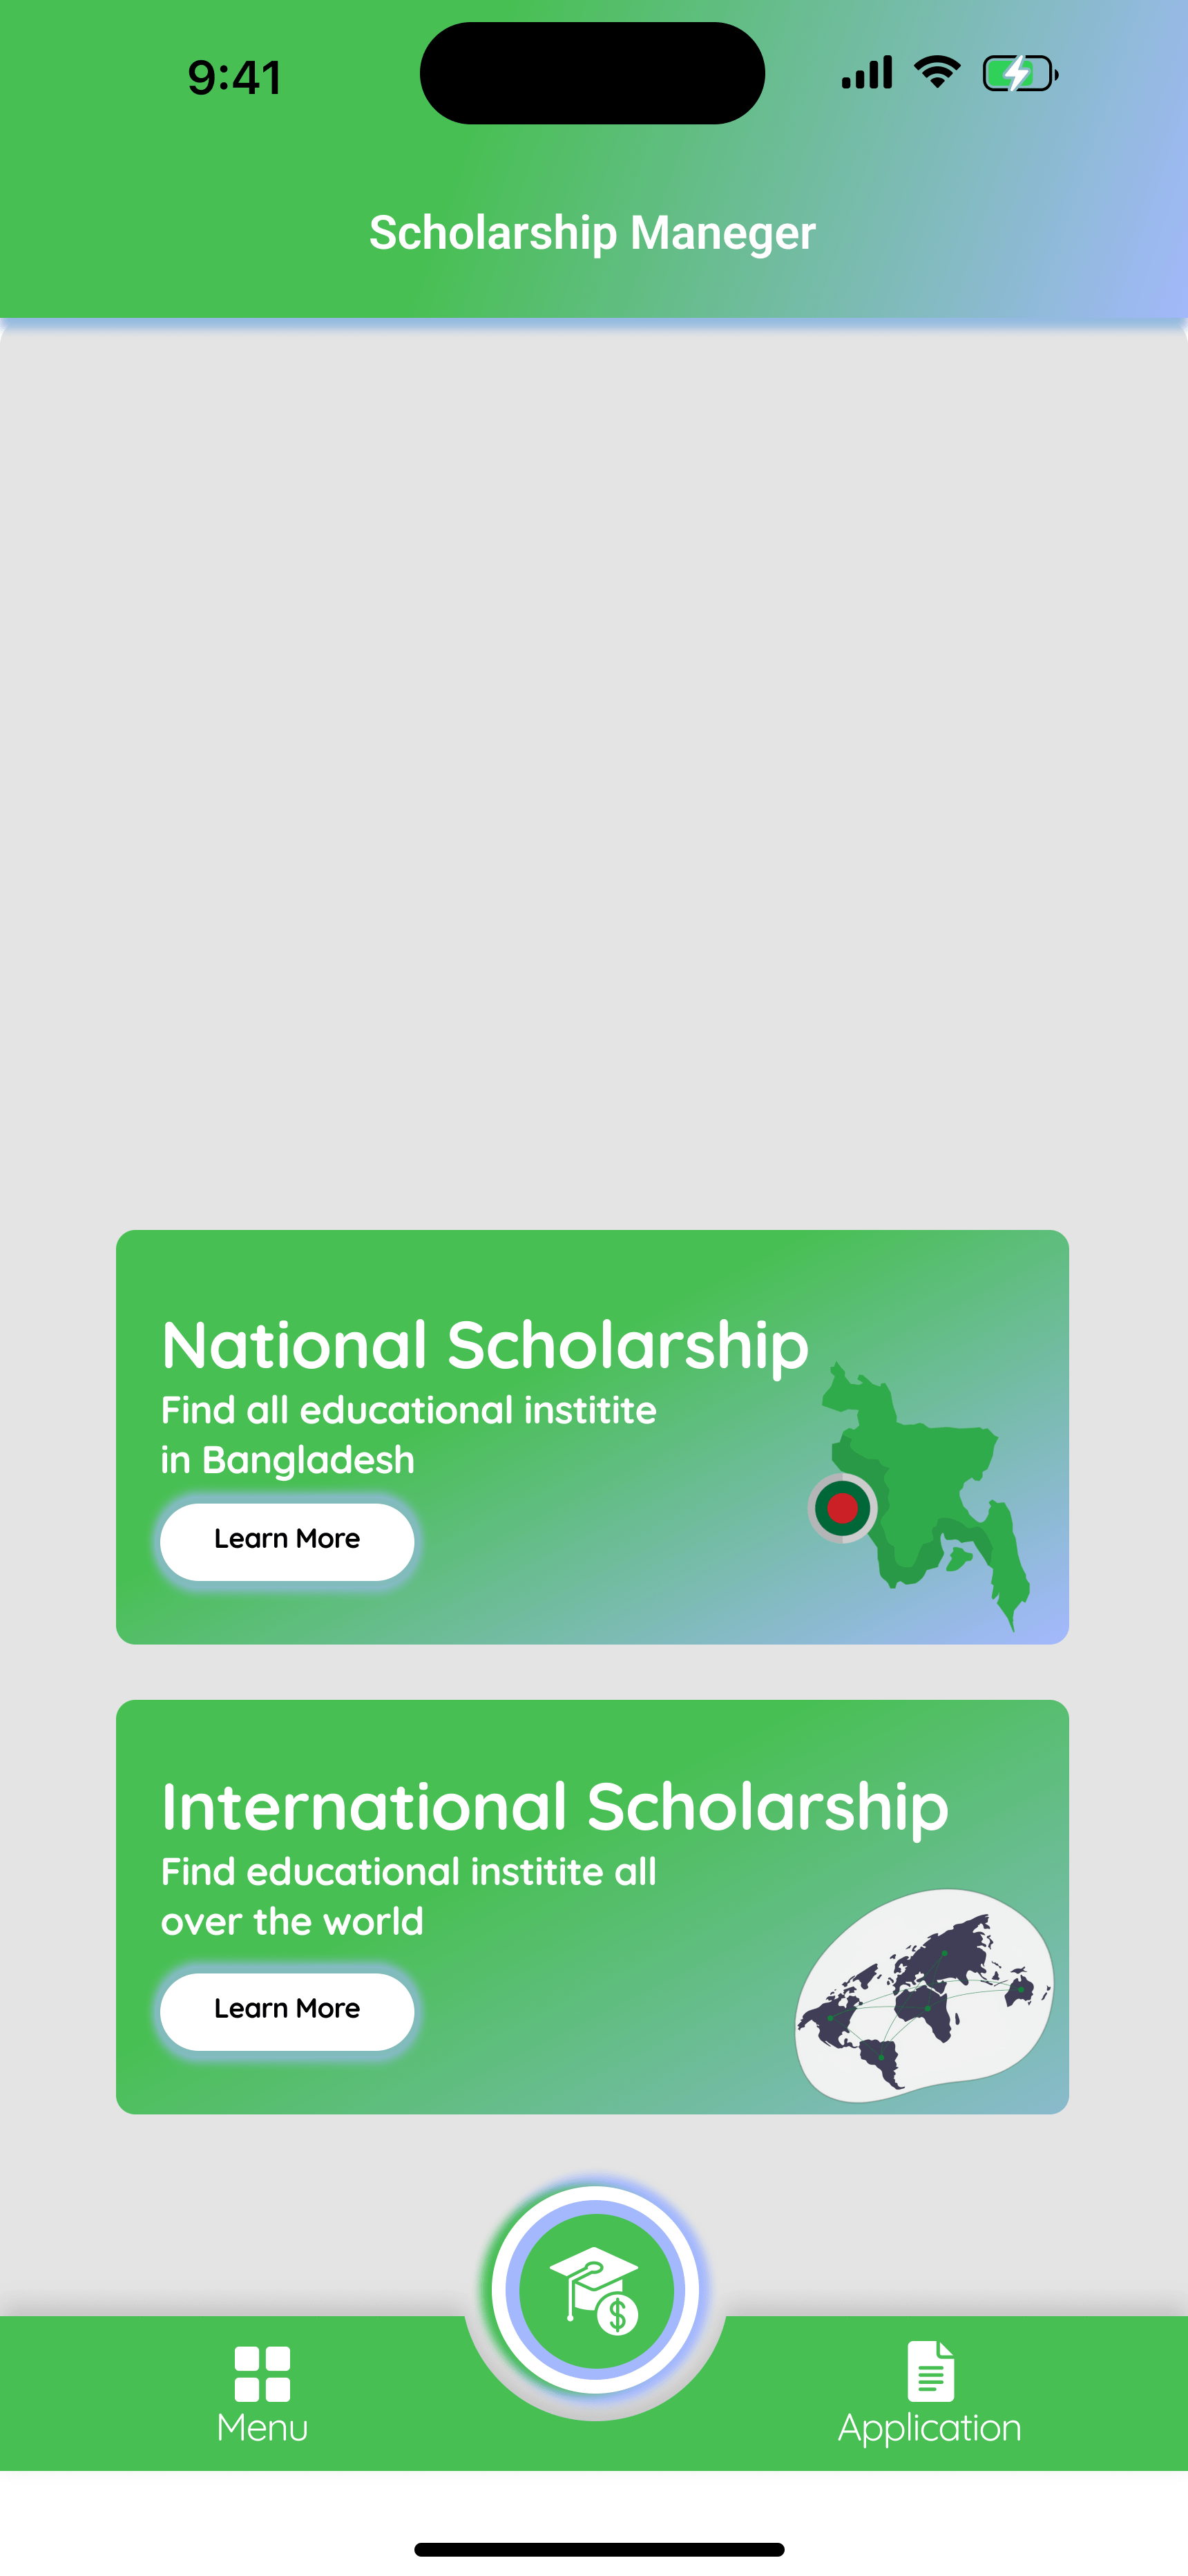 9:41
Scholarship Maneger
National Scholarship
Find all educational institite
in Bangladesh
Learn More
International Scholarship
Find educational institite all
over the world
Learn More
$
Menu
Application